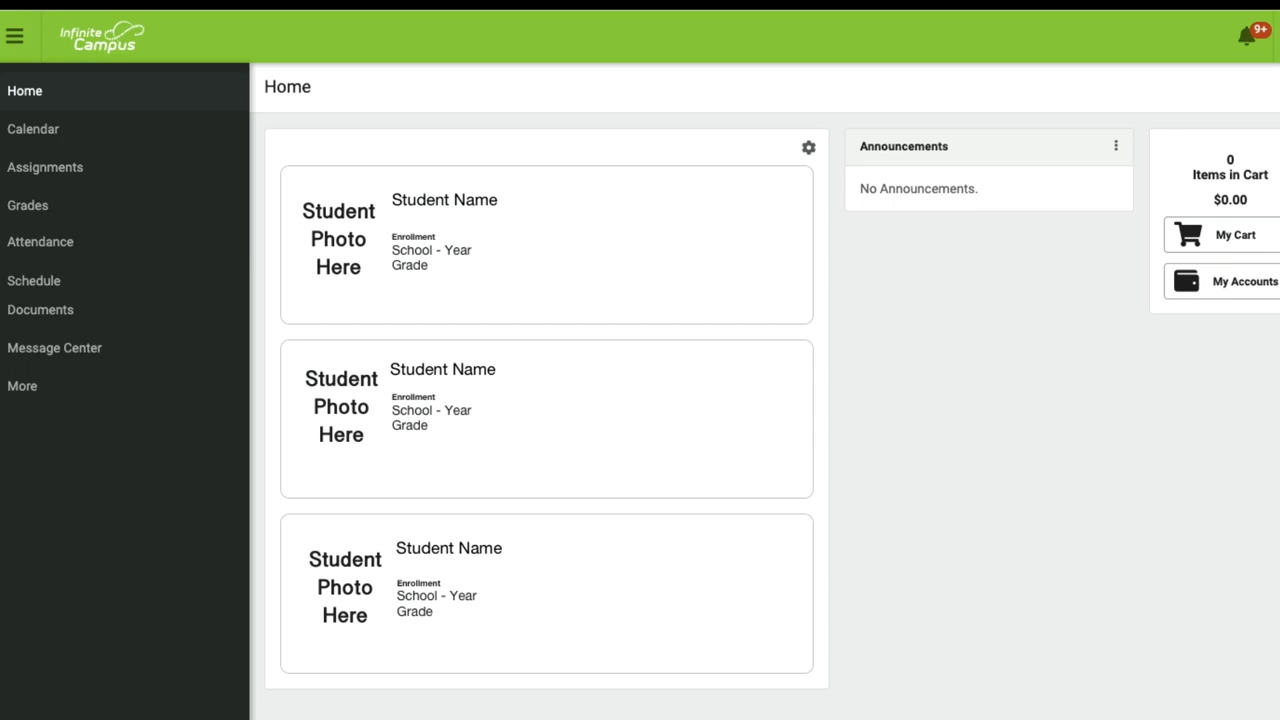 Infinite
Campus
9+
Home
Calendar
Assignments
Grades
Attendance
Schedule
Documents
Message Center
More
Home
Student
Photo
Here
Student Name
Enrollment
School - Year
Grade
Student
Photo
Here
Student Name
Enrollment
School - Year
Grade
Student
Photo
Here
Student Name
Enrollment
School - Year
Grade
Announcements
No Announcements.
0
Items in Cart
$0.00
My Cart
My Accounts